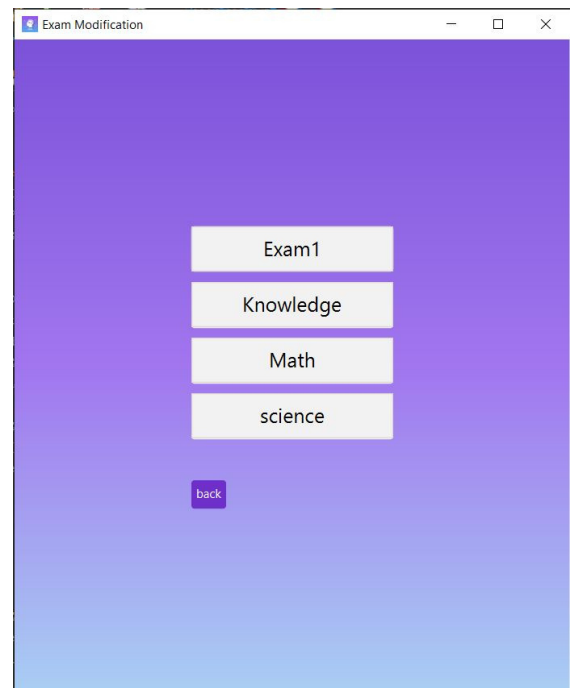 Exam Modification
Exam1
Knowledge
Math
science
back